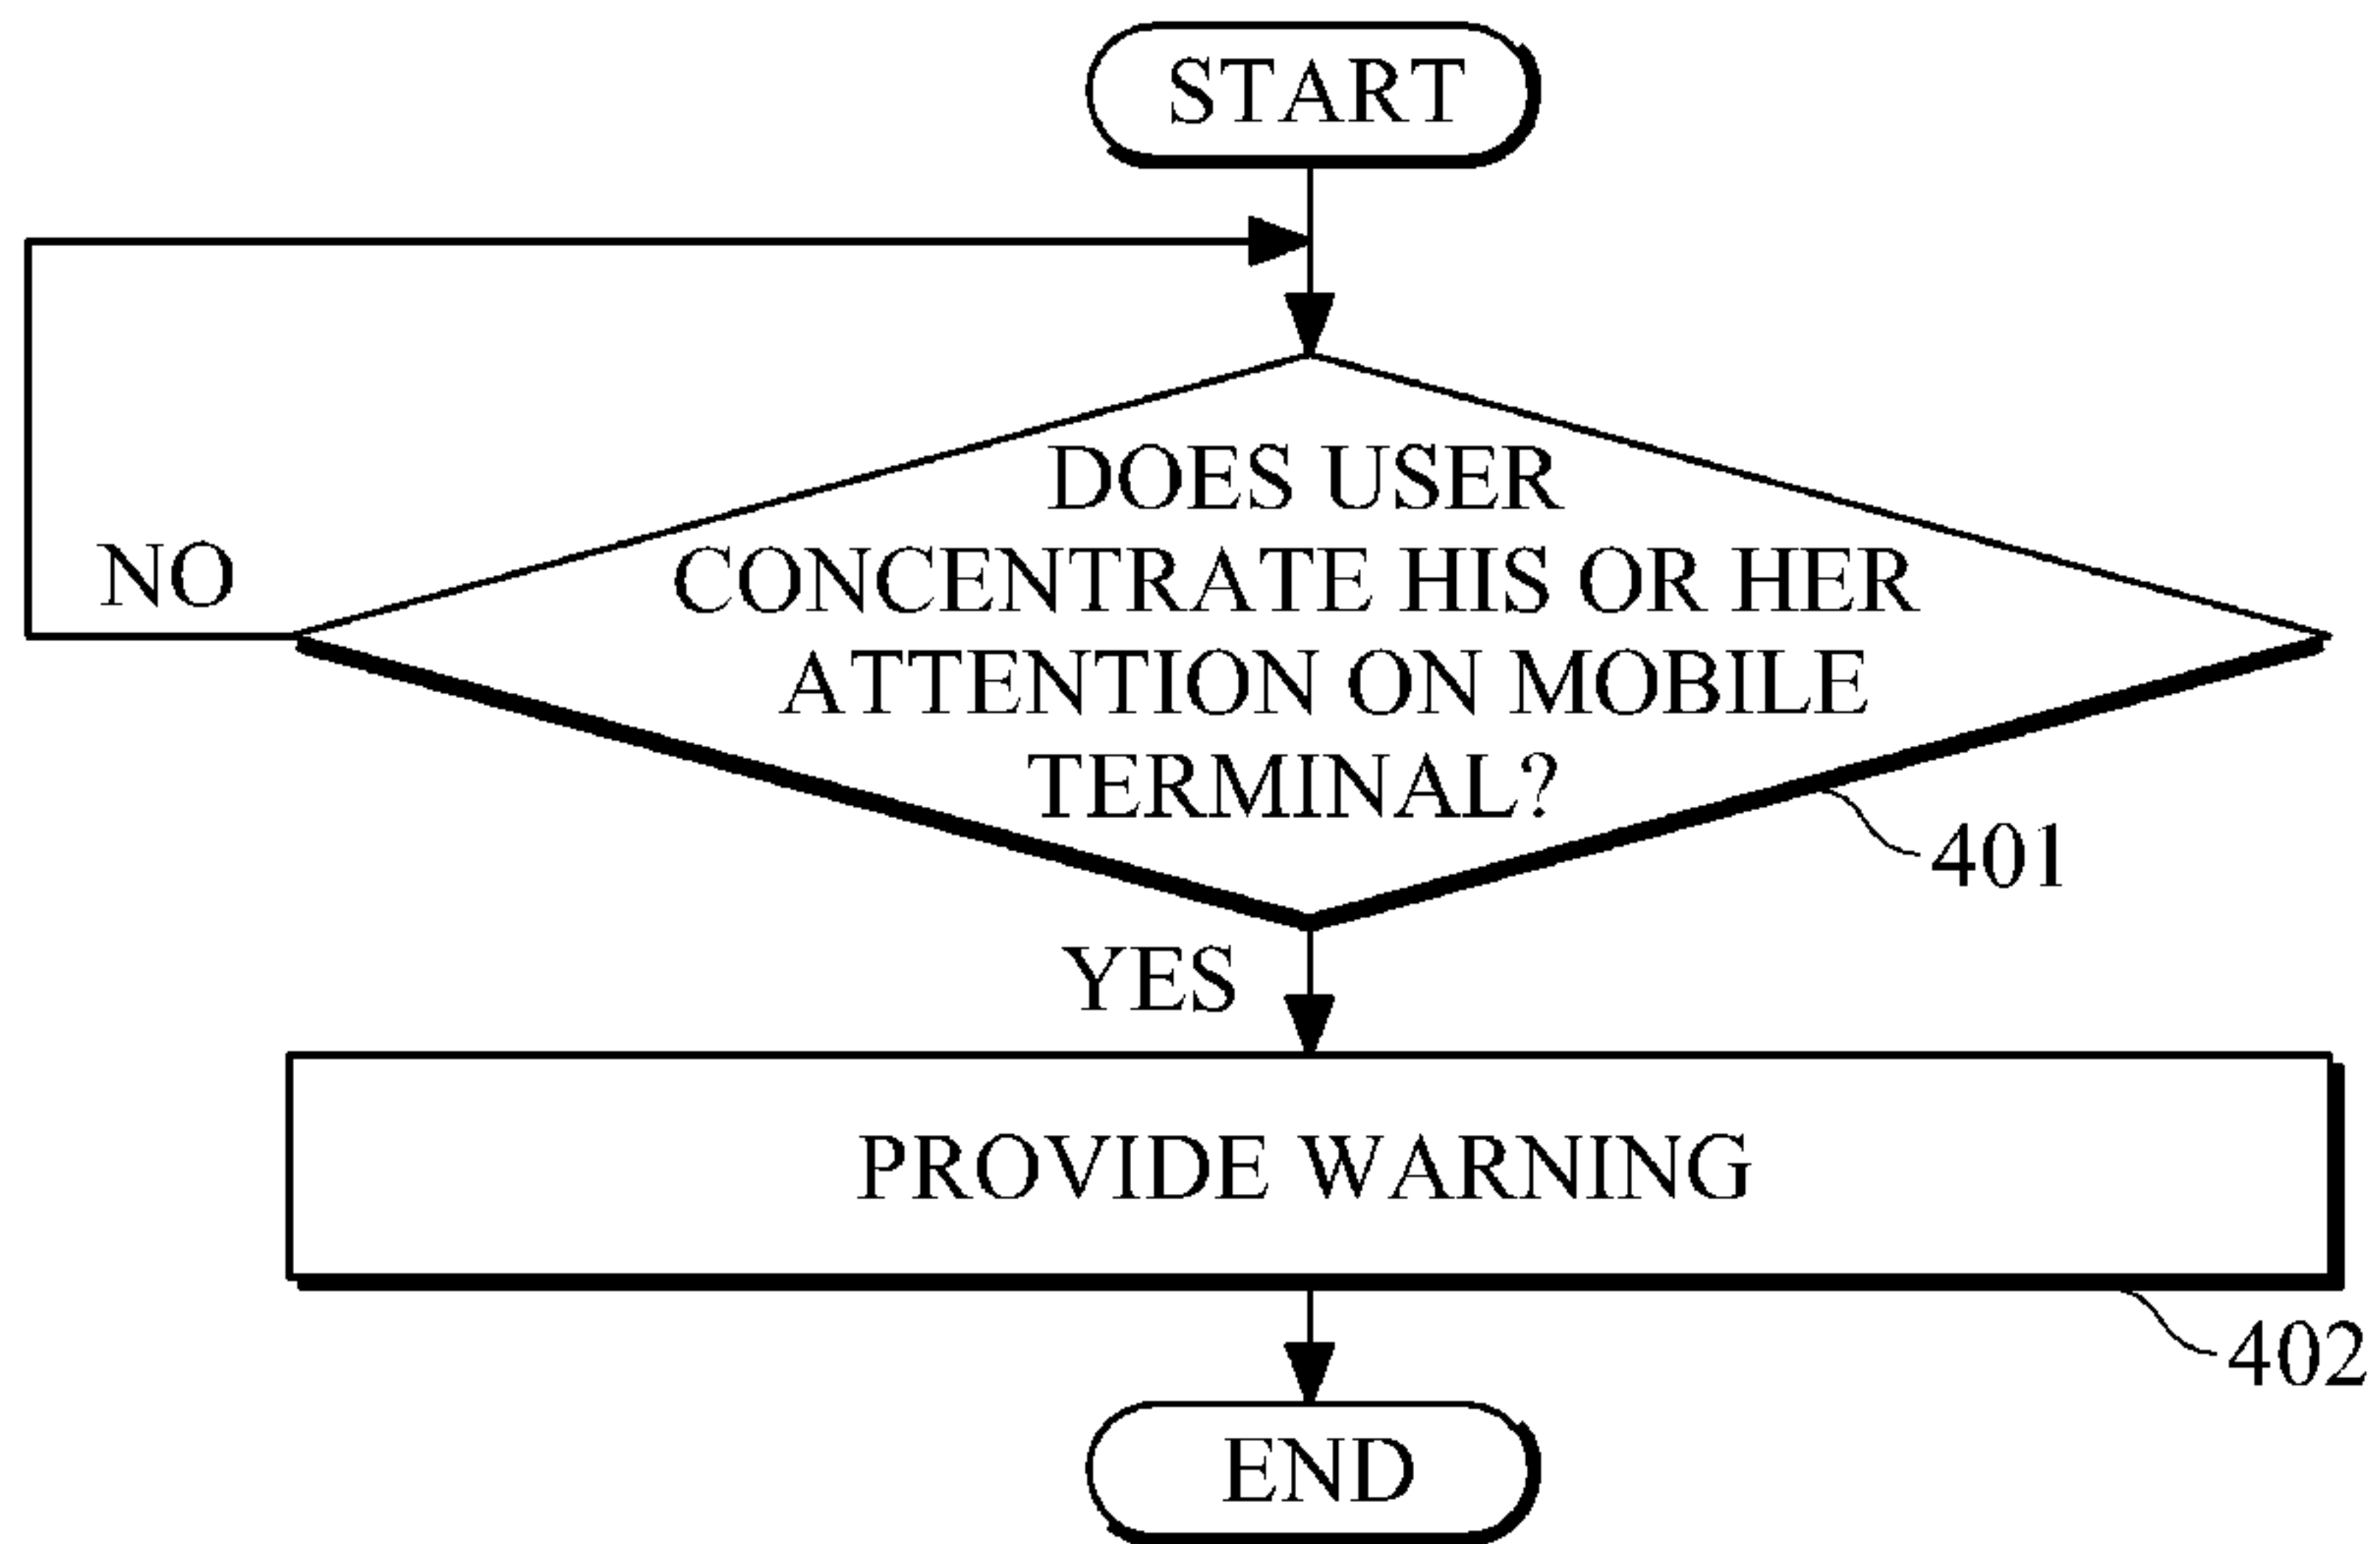 START
DOES USER
CONCENTRATE HIS OR HER
ATTENTION ON MOBILE
TERMINAL?
NO
401
YES
PROVIDE WARNING
402
END